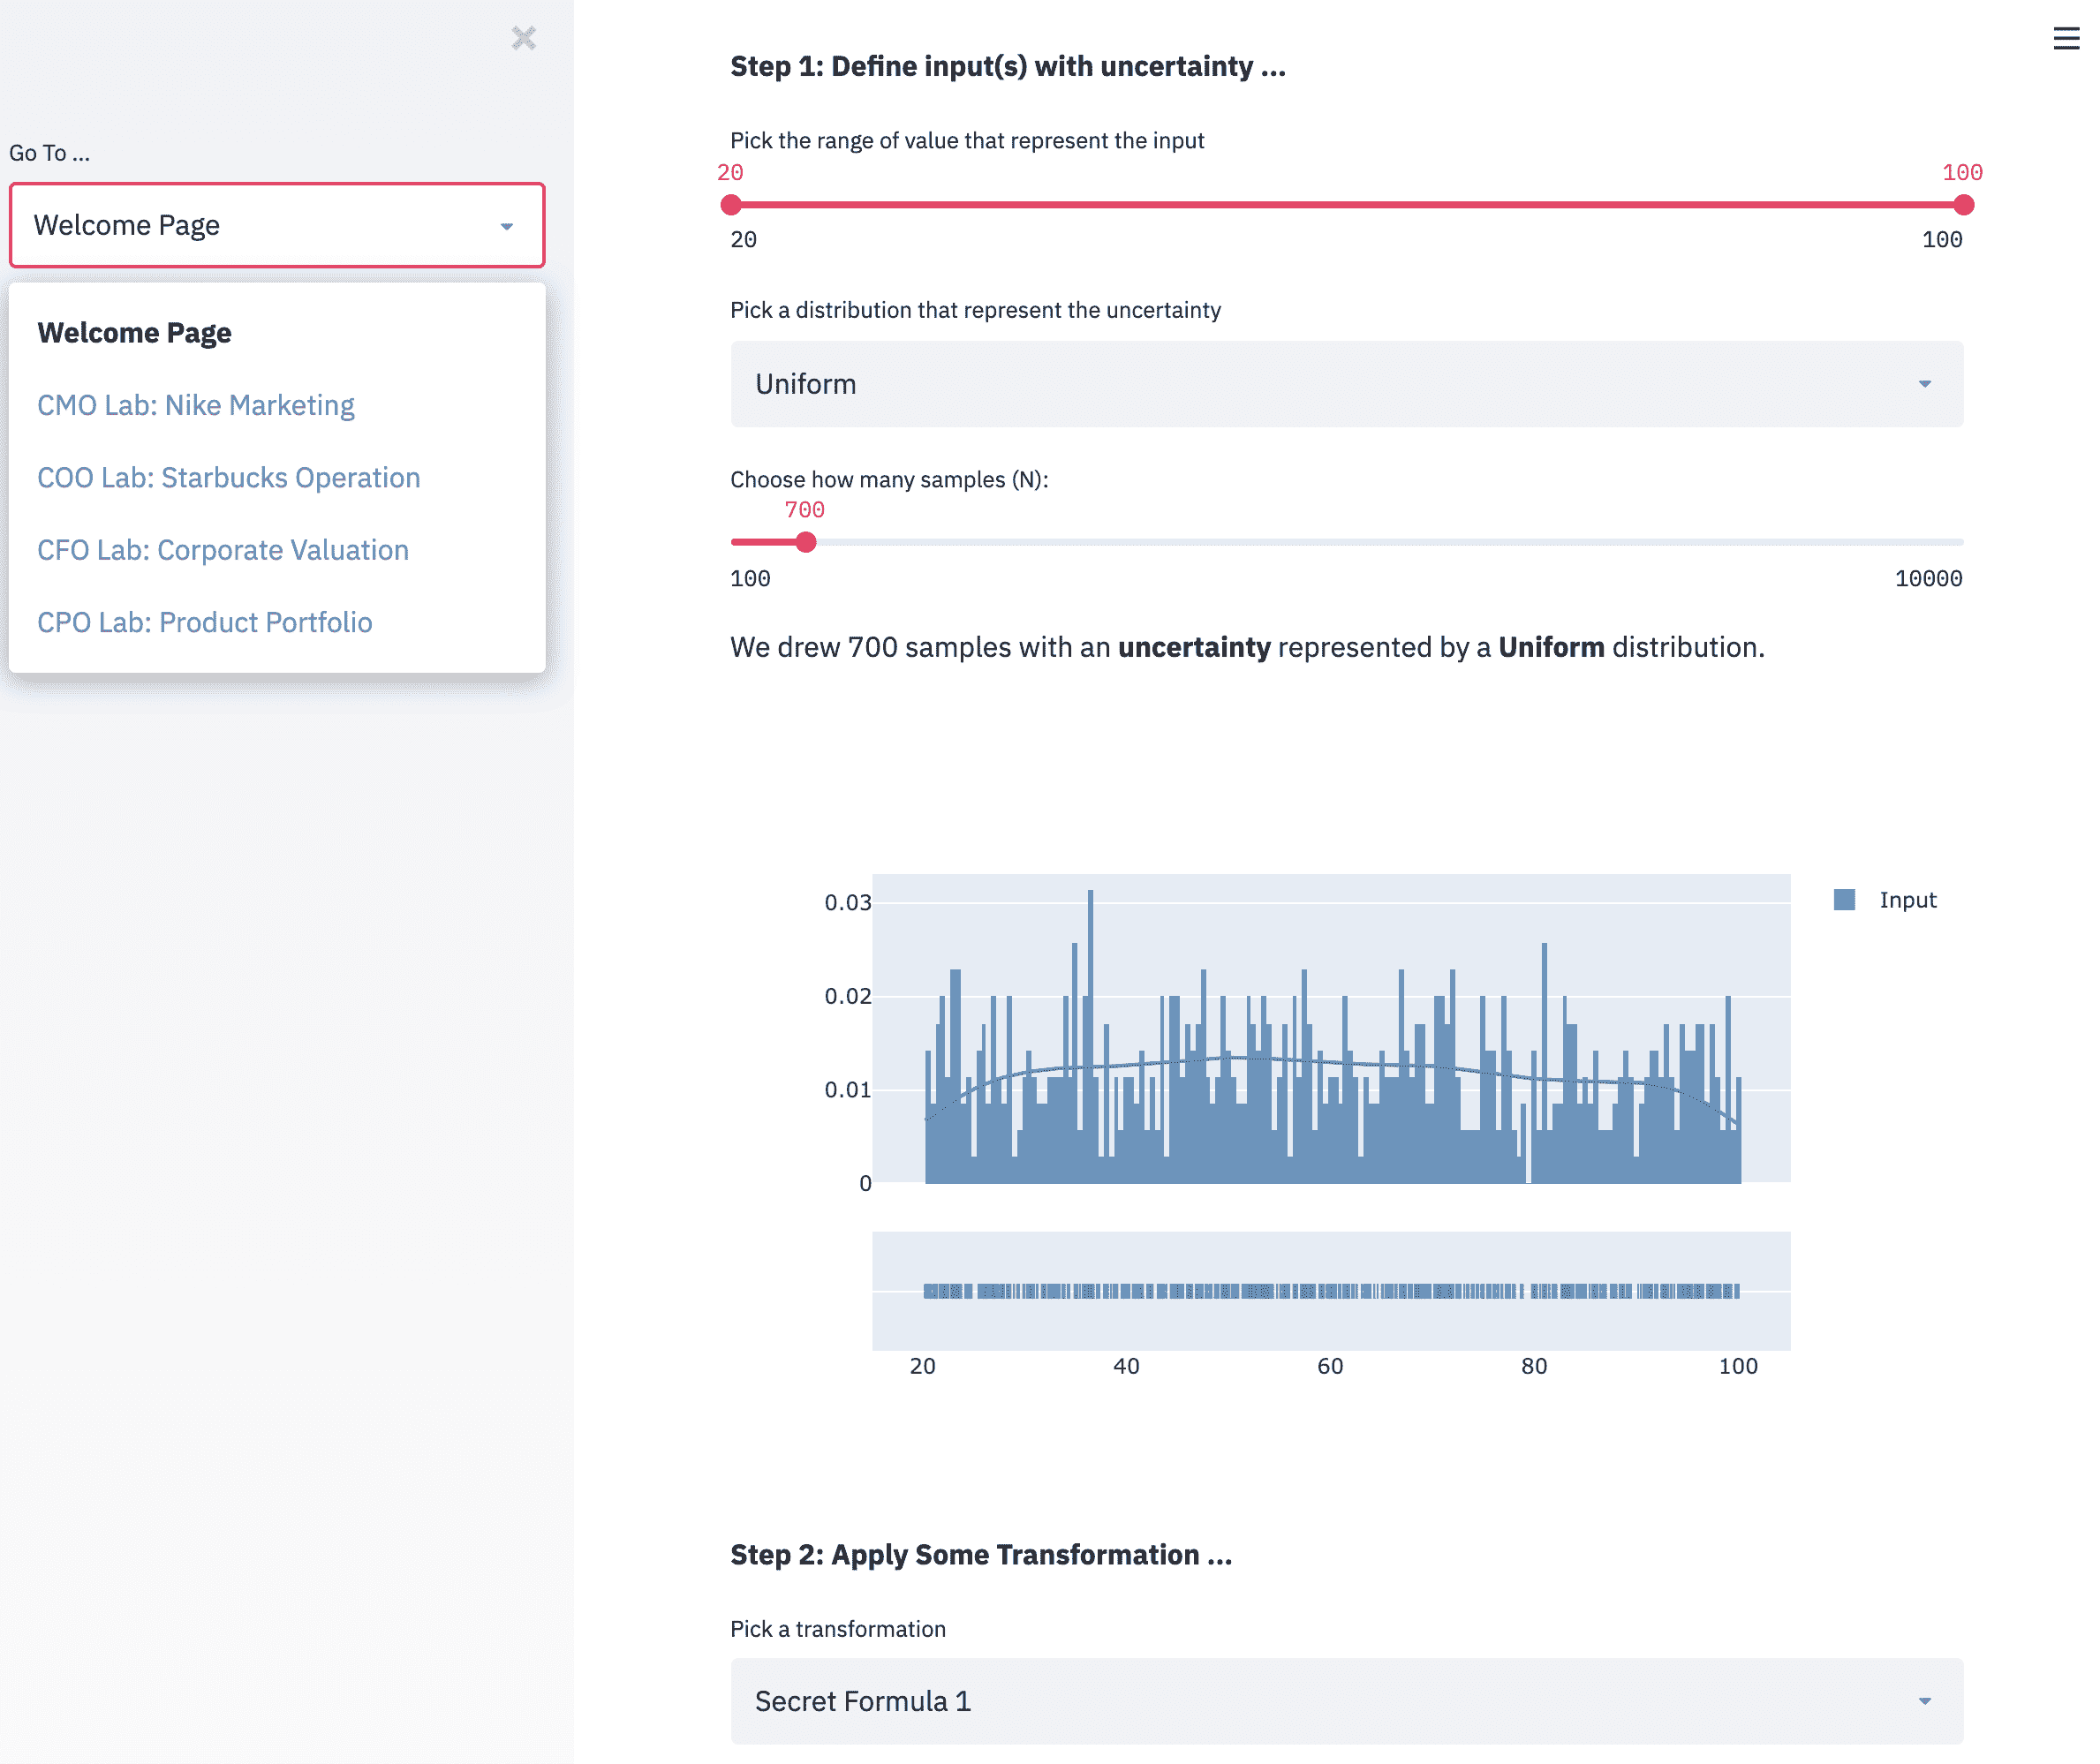 Go To ...
Welcome Page
Welcome Page
CMO Lab: Nike Marketing
COO Lab: Starbucks Operation
CFO Lab: Corporate Valuation
CPO Lab: Product Portfolio
Step 1: Define input(s) with uncertainty ...
Pick the range of value that represent the input
20 100
20 100
Pick a distribution that represent the uncertainty
Uniform
Choose how many samples (N):
700
100 10000
We drew 700 samples with an uncertainty represented by a Uniform distribution.
0.03
0.02
0.01
0
Input
20 40 60 80 100
Step 2: Apply Some Transformation ...
Pick a transformation
Secret Formula 1